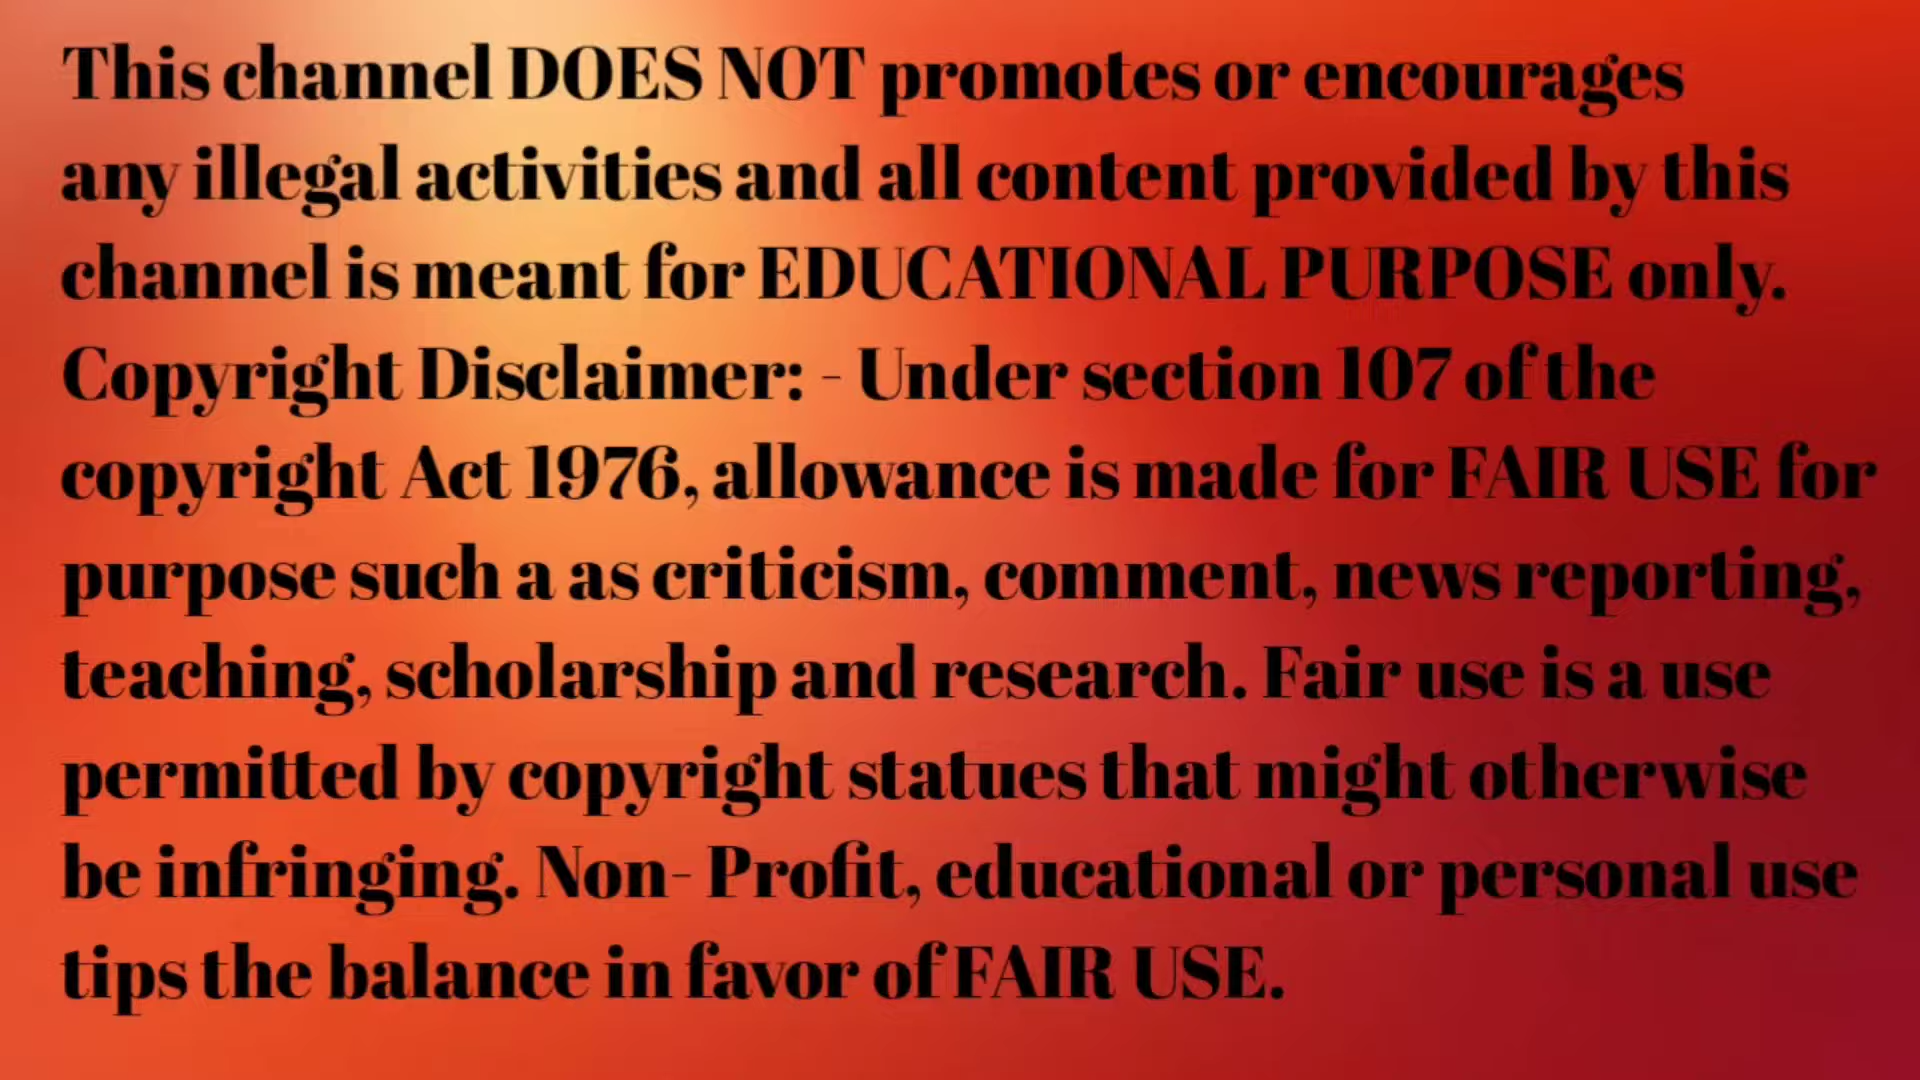 This channel DOES NOT promotes or encourages
any illegal activities and all content provided by this
channel is meant for EDUCATIONAL PURPOSE only.
Copyright Disclaimer: - Under section 107 of the
copyright Act 1976, allowance is made for FAIR USE for
purpose such a as criticism, comment, news reporting,
teaching, scholarship and research. Fair use is a use
permitted by copyright statues that might otherwise
be infringing. Non- Profit, educational or personal use
tips the balance in favor of FAIR USE.